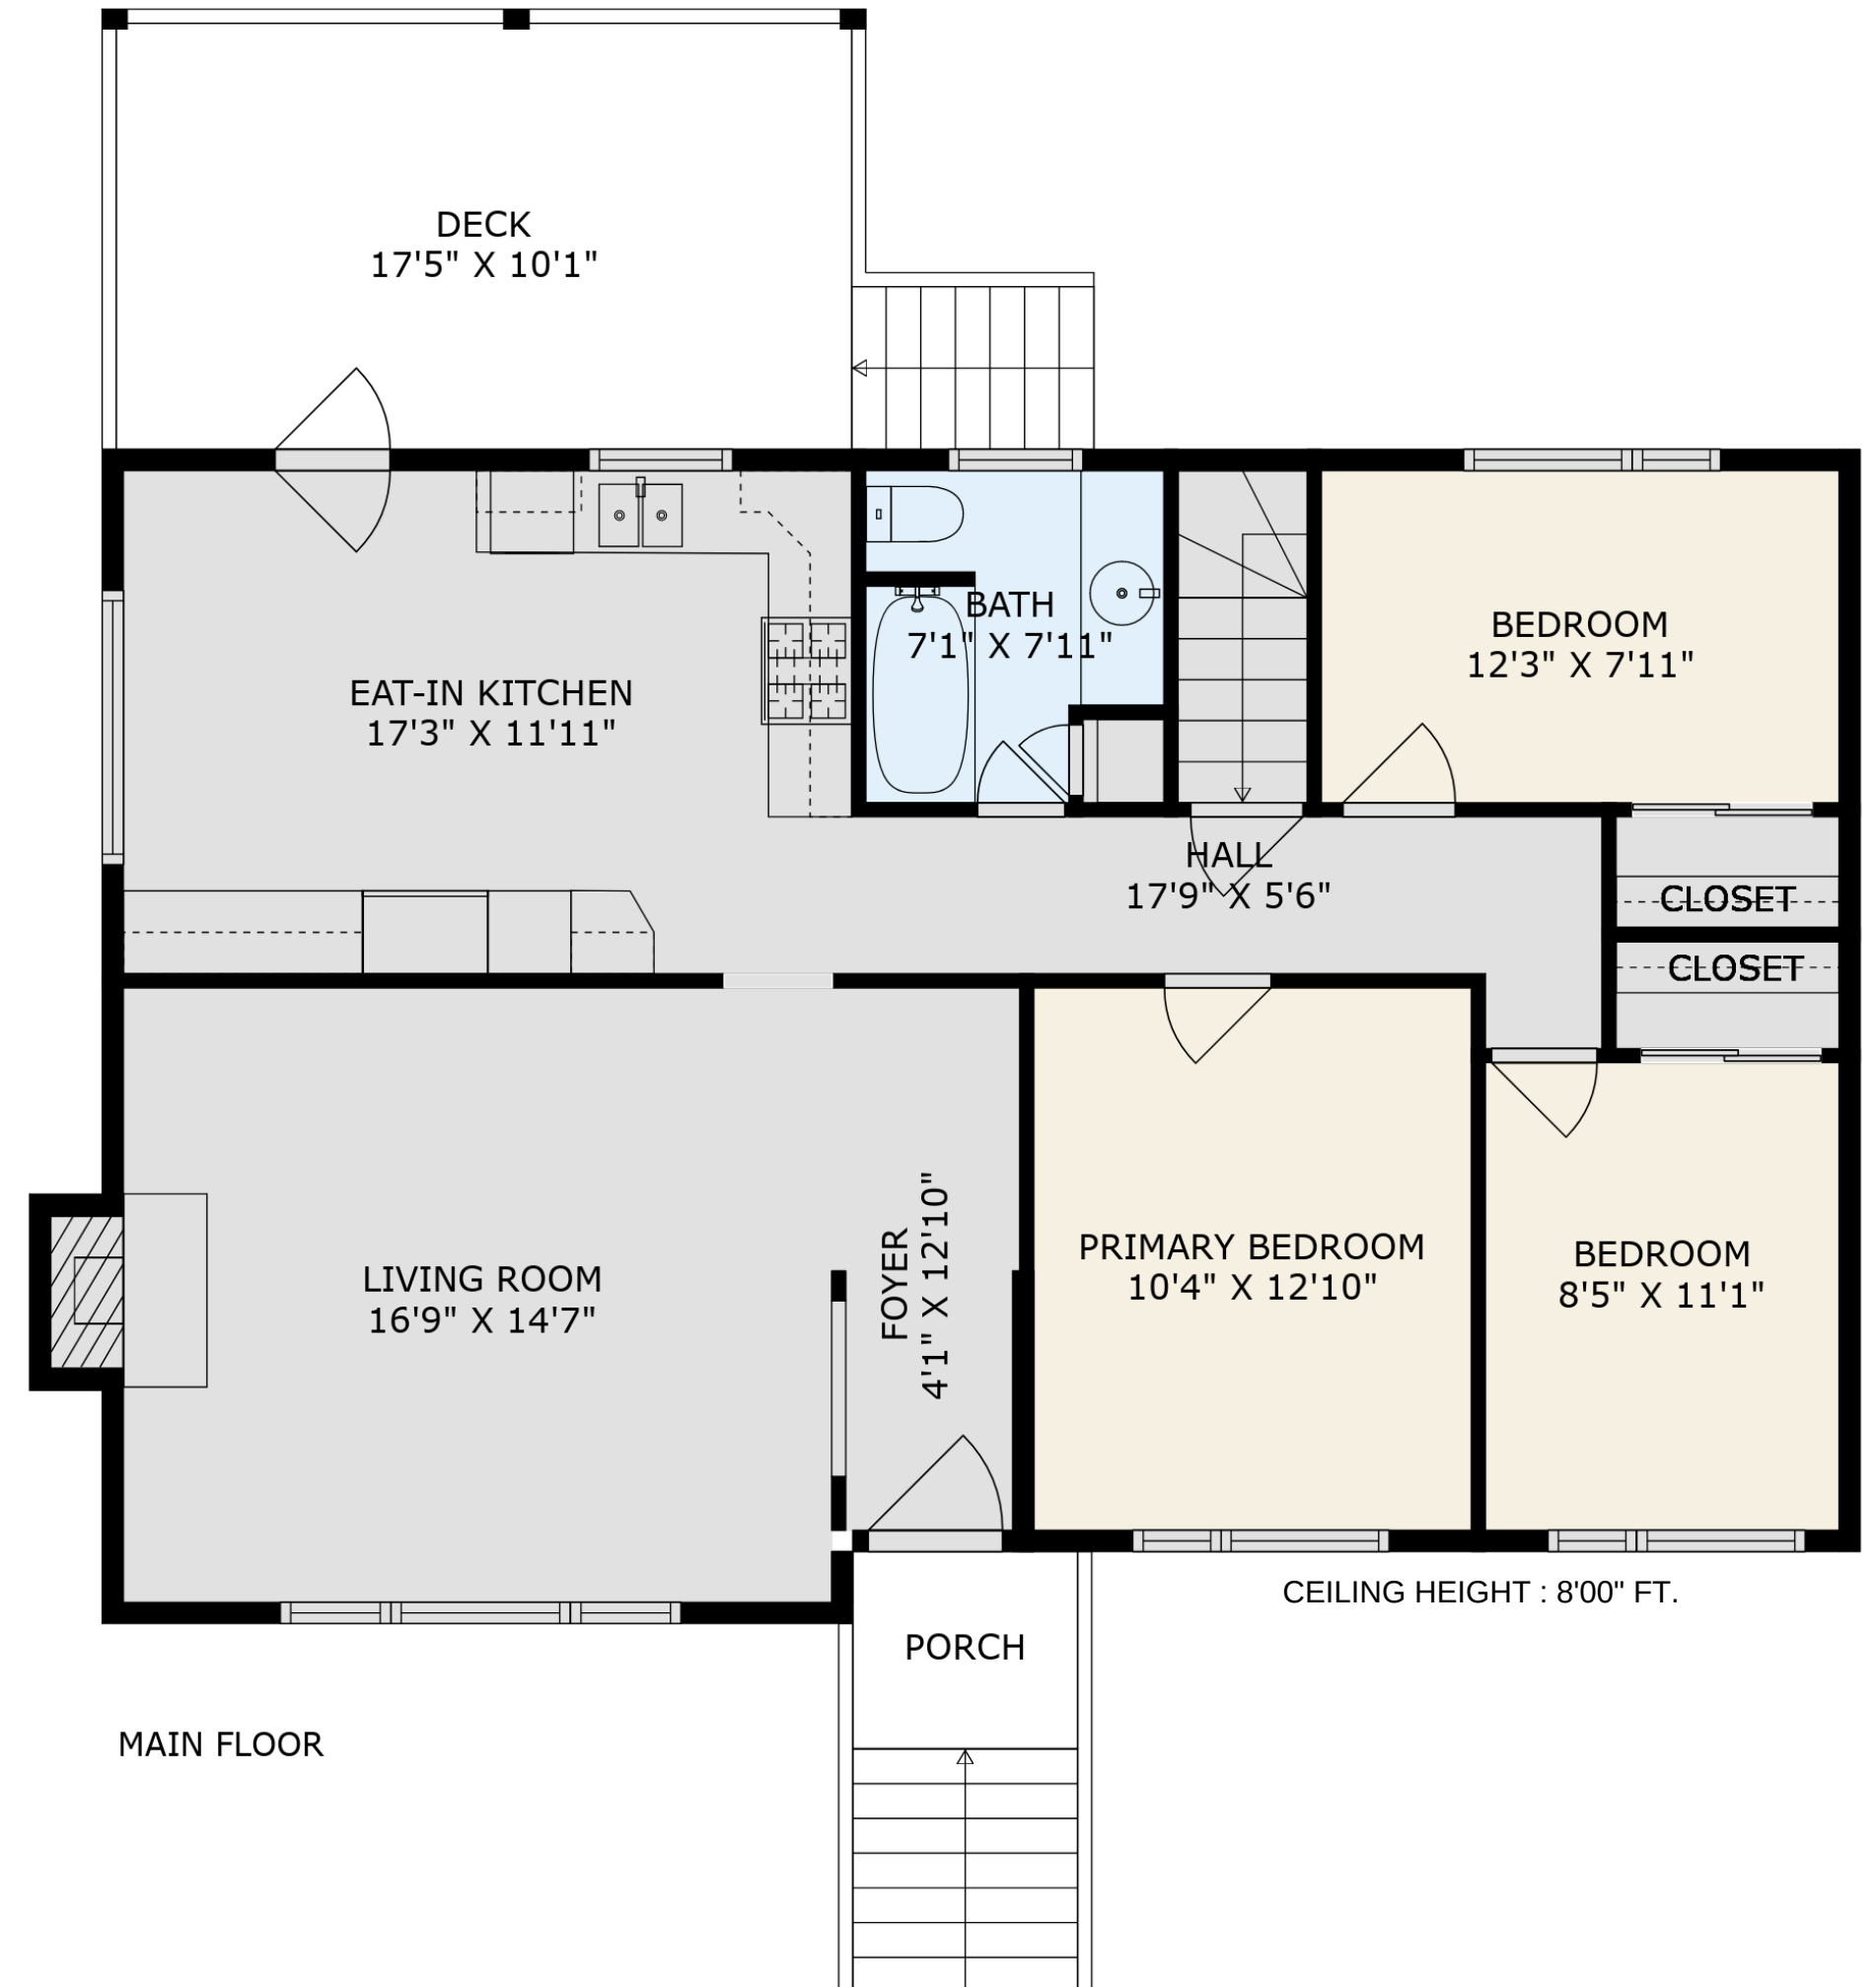 DECK
17'5" X 10'1"
BATH
7'1" X 7'11"
BEDROOM
12'3" X 7'11"
EAT-IN KITCHEN
17'3" X 11'11"
HALL
17'9" X 5'6"
CLOSET
CLOSET
LIVING ROOM
16'9" X 14'7"
FOYER
4'1" X 12'10"
PRIMARY BEDROOM
10'4" X 12'10"
BEDROOM
8'5" X 11'1"
CEILING HEIGHT : 8'00" FT.
PORCH
MAIN FLOOR